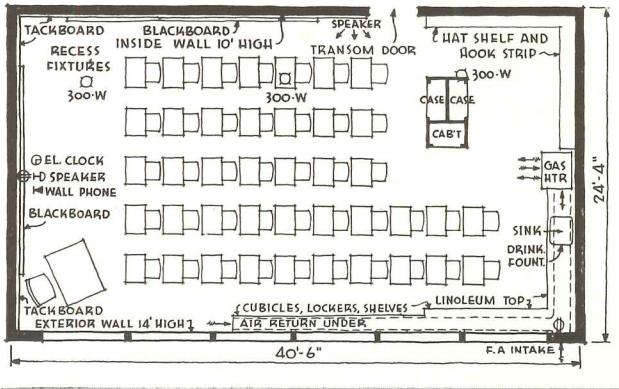 TACKBOARD
BLACKBOARD
INSIDE WALL 10' HIGH
SPEAKER
TRANSOM DOOR
HAT SHELF AND
HOOK STRIP
RECESS
FIXTURES
300-W
300-W
300-W
CASE
CASE
CAB'T
EL. CLOCK
SPEAKER
WALL PHONE
BLACKBOARD
GAS
HTR
24'-4"
SINK
DRINK.
FOUNT.
TACKBOARD
EXTERIOR WALL 14' HIGH
CUBICLES, LOCKERS, SHELVES
LINOLEUM TOP
AIR RETURN UNDER
40'-6"
F.A INTAKE